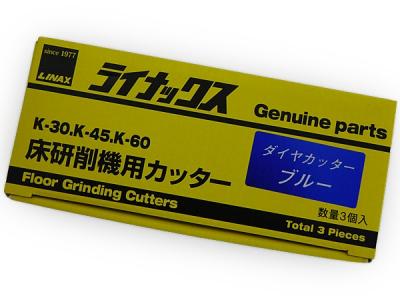 since 1977
LINAX
ライナックス
Genuine parts
K-30.K-45.K-60
床研削機用カッター
Floor Grinding Cutters
ダイヤカッター
ブルー
数量3個入
Total 3 Pieces